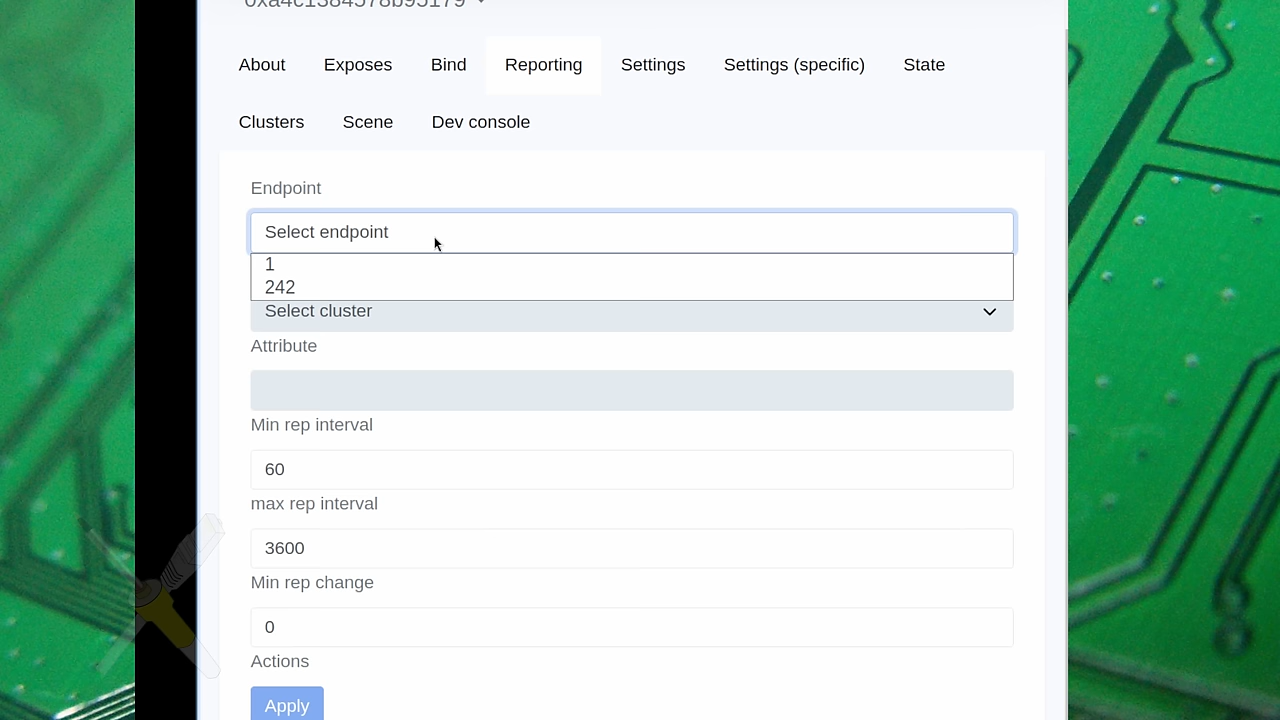 0xa4c1384578b95179
About Exposes Bind Reporting Settings Settings (specific) State
Clusters Scene Dev console
Endpoint
Select endpoint
1
242
Select cluster
Attribute
Min rep interval
60
max rep interval
3600
Min rep change
0
Actions
Apply